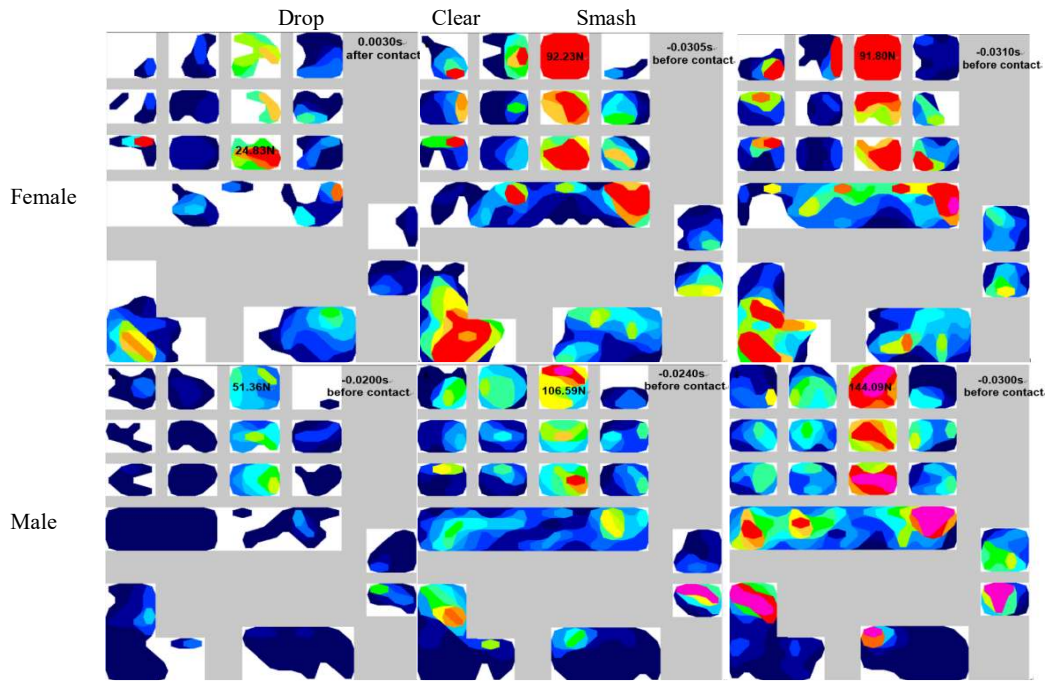 Drop Clear Smash
0.0030s
after contact
-0.0305s
before contact
-0.0310s
before contact
92.23N
91.80N
24.83N
Female
-0.0200s
before contact
-0.0240s
before contact
-0.0300s
before contact
51.36N
106.59N
144.09N
Male